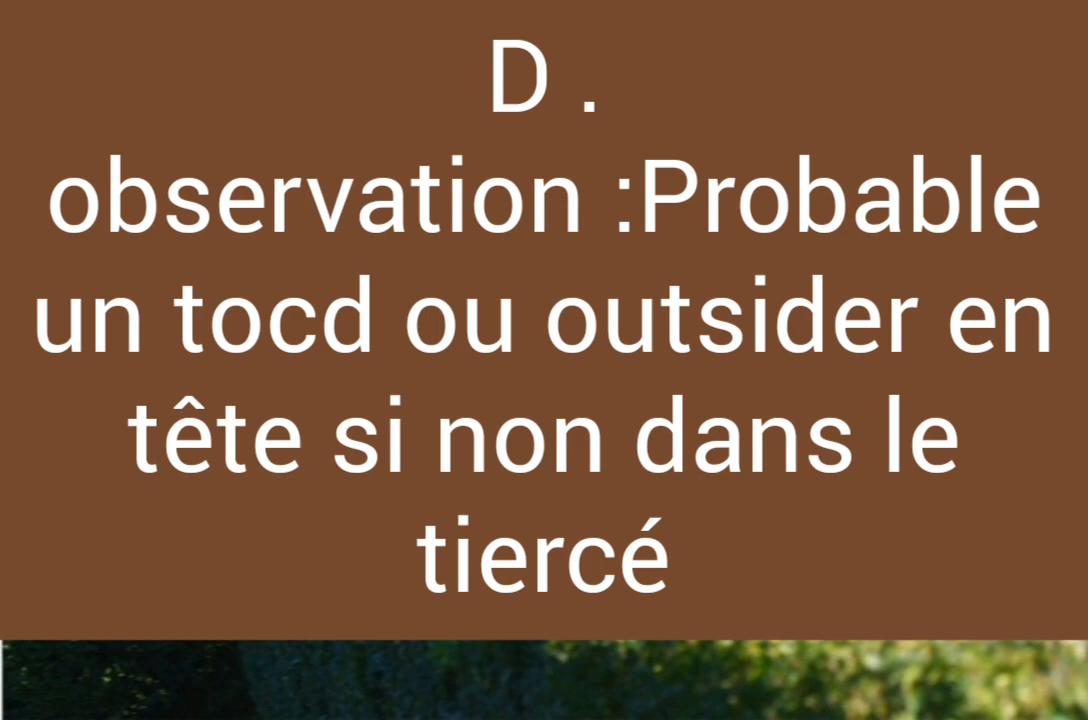 D .
observation :Probable
un tocd ou outsider en
tête si non dans le
tiercé